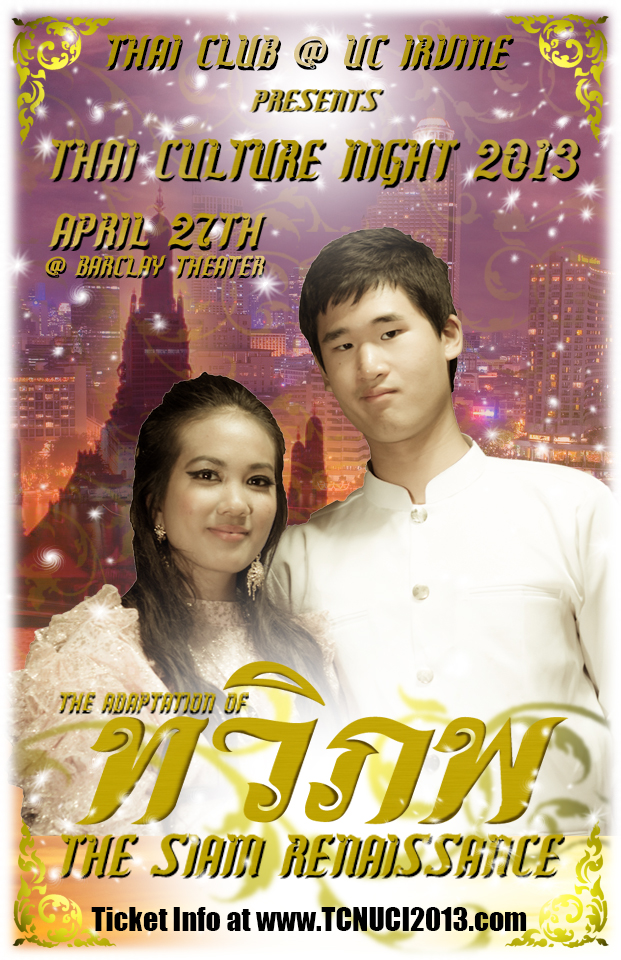 THAI CLUB @ UC IRVINE
PRESENTS
THAI CULTURE NIGHT 2013
APRIL 27TH
@ BARCLAY THEATER
THE ADAPTATION OF
ทวิภพ
THE SIAM RENAISSANCE
Ticket Info at www.TCNUCI2013.com